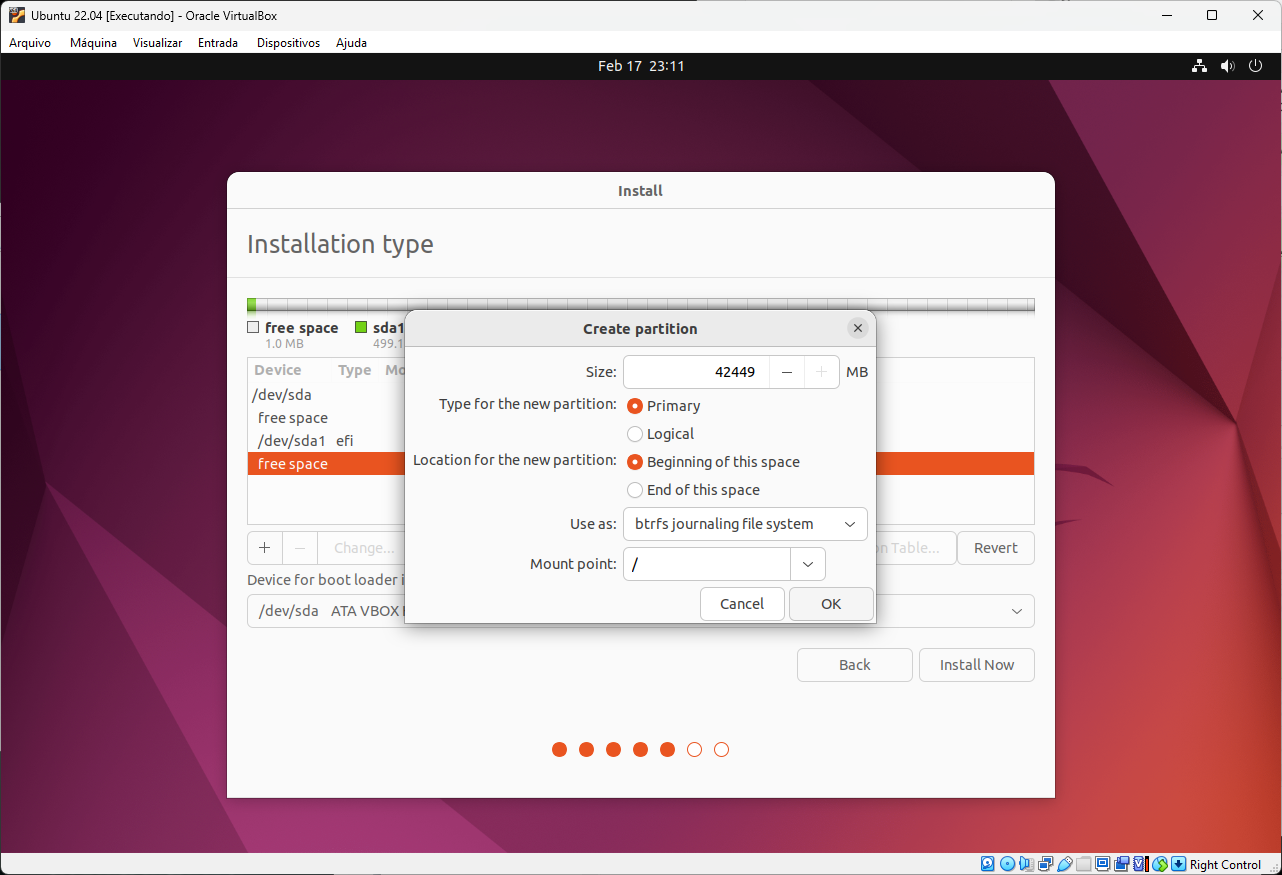 Ubuntu 22.04 [Executando] - Oracle VirtualBox
Arquivo Máquina Visualizar Entrada Dispositivos Ajuda
Feb 17 23:11
Install
Installation type
free space sda1
1.0 MB 499.1
Create partition
Size: 42449 MB
Type for the new partition: Primary
Logical
Location for the new partition: Beginning of this space
End of this space
Use as: btrfs journaling file system
Mount point: /
Cancel OK
Device Type Mo
/dev/sda
free space
/dev/sda1 efi
free space
+ − Change... on Table... Revert
Device for boot loader i
/dev/sda ATA VBOX
Back Install Now
Right Control